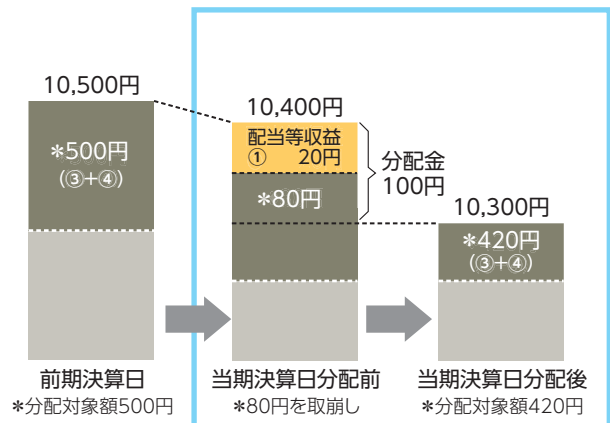 10,500円
*500円
(③+④)
前期決算日
*分配対象額500円
10,400円
配当等収益
① 20円
*80円
分配金
100円
当期決算日分配前
*80円を取崩し
10,300円
*420円
(③+④)
当期決算日分配後
*分配対象額420円